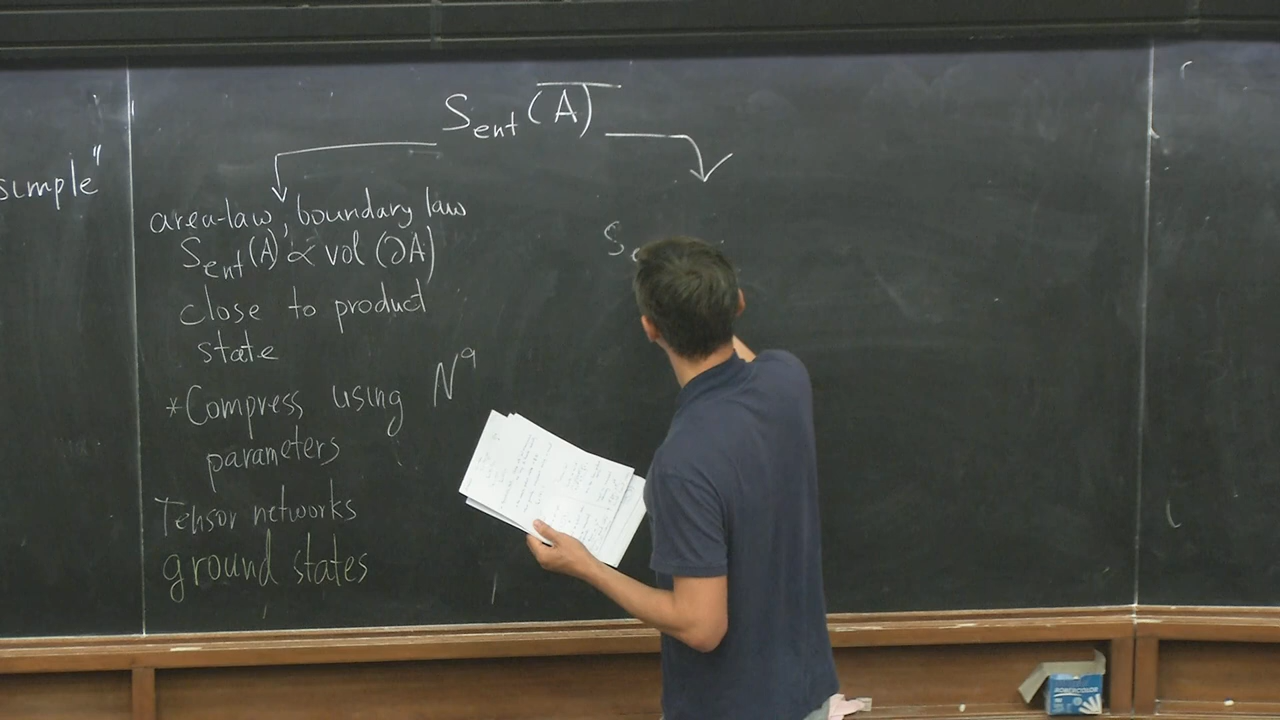 simple"
S_ent (A)
area-law, boundary law
S_ent (A) ∝ vol (∂A)
close to product
state
*Compress using N^a
parameters
Tensor networks
ground states
S
ROBERCOLOR